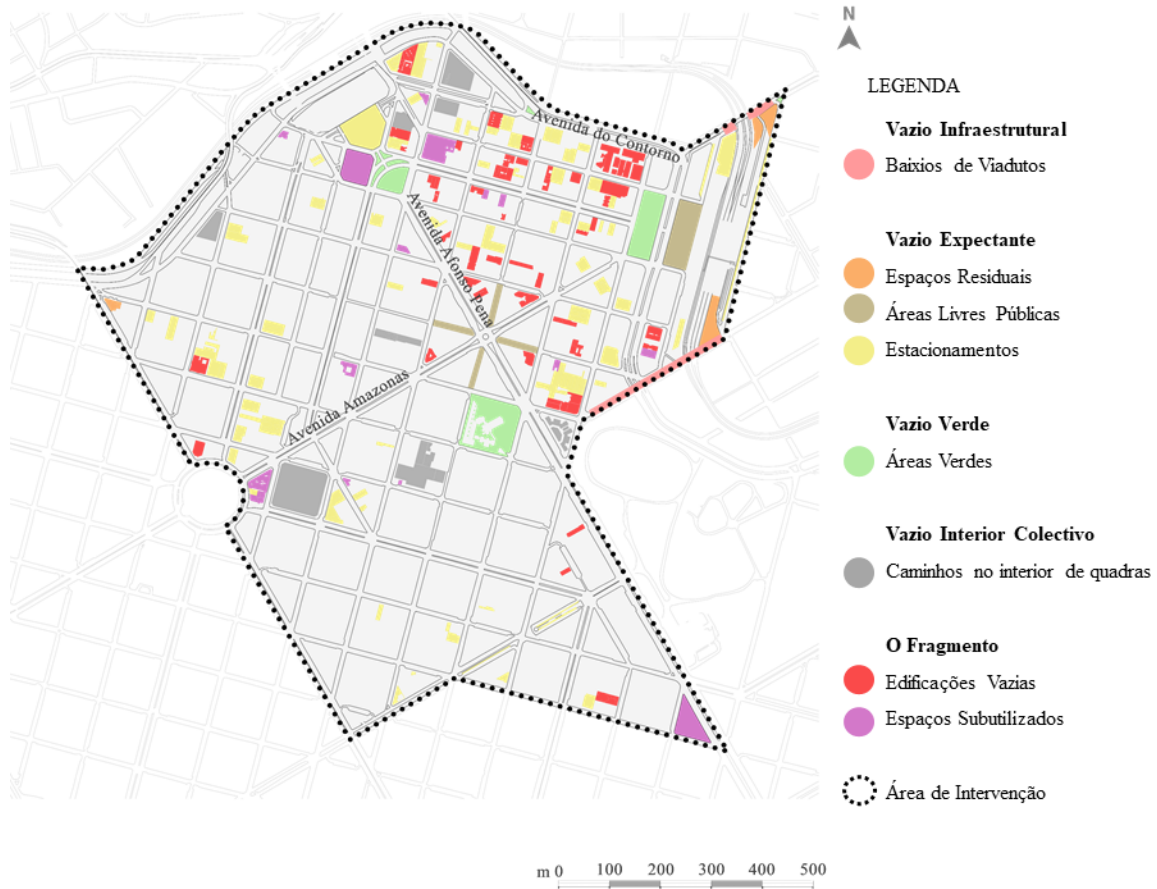 N
LEGENDA
Vazio Infraestrutural
Baixios de Viadutos
Vazio Expectante
Espaços Residuais
Áreas Livres Públicas
Estacionamentos
Vazio Verde
Áreas Verdes
Vazio Interior Colectivo
Caminhos no interior de quadras
O Fragmento
Edificações Vazias
Espaços Subutilizados
Área de Intervenção
Avenida do Contorno
Avenida Afonso Pena
Avenida Amazonas
m 0 100 200 300 400 500